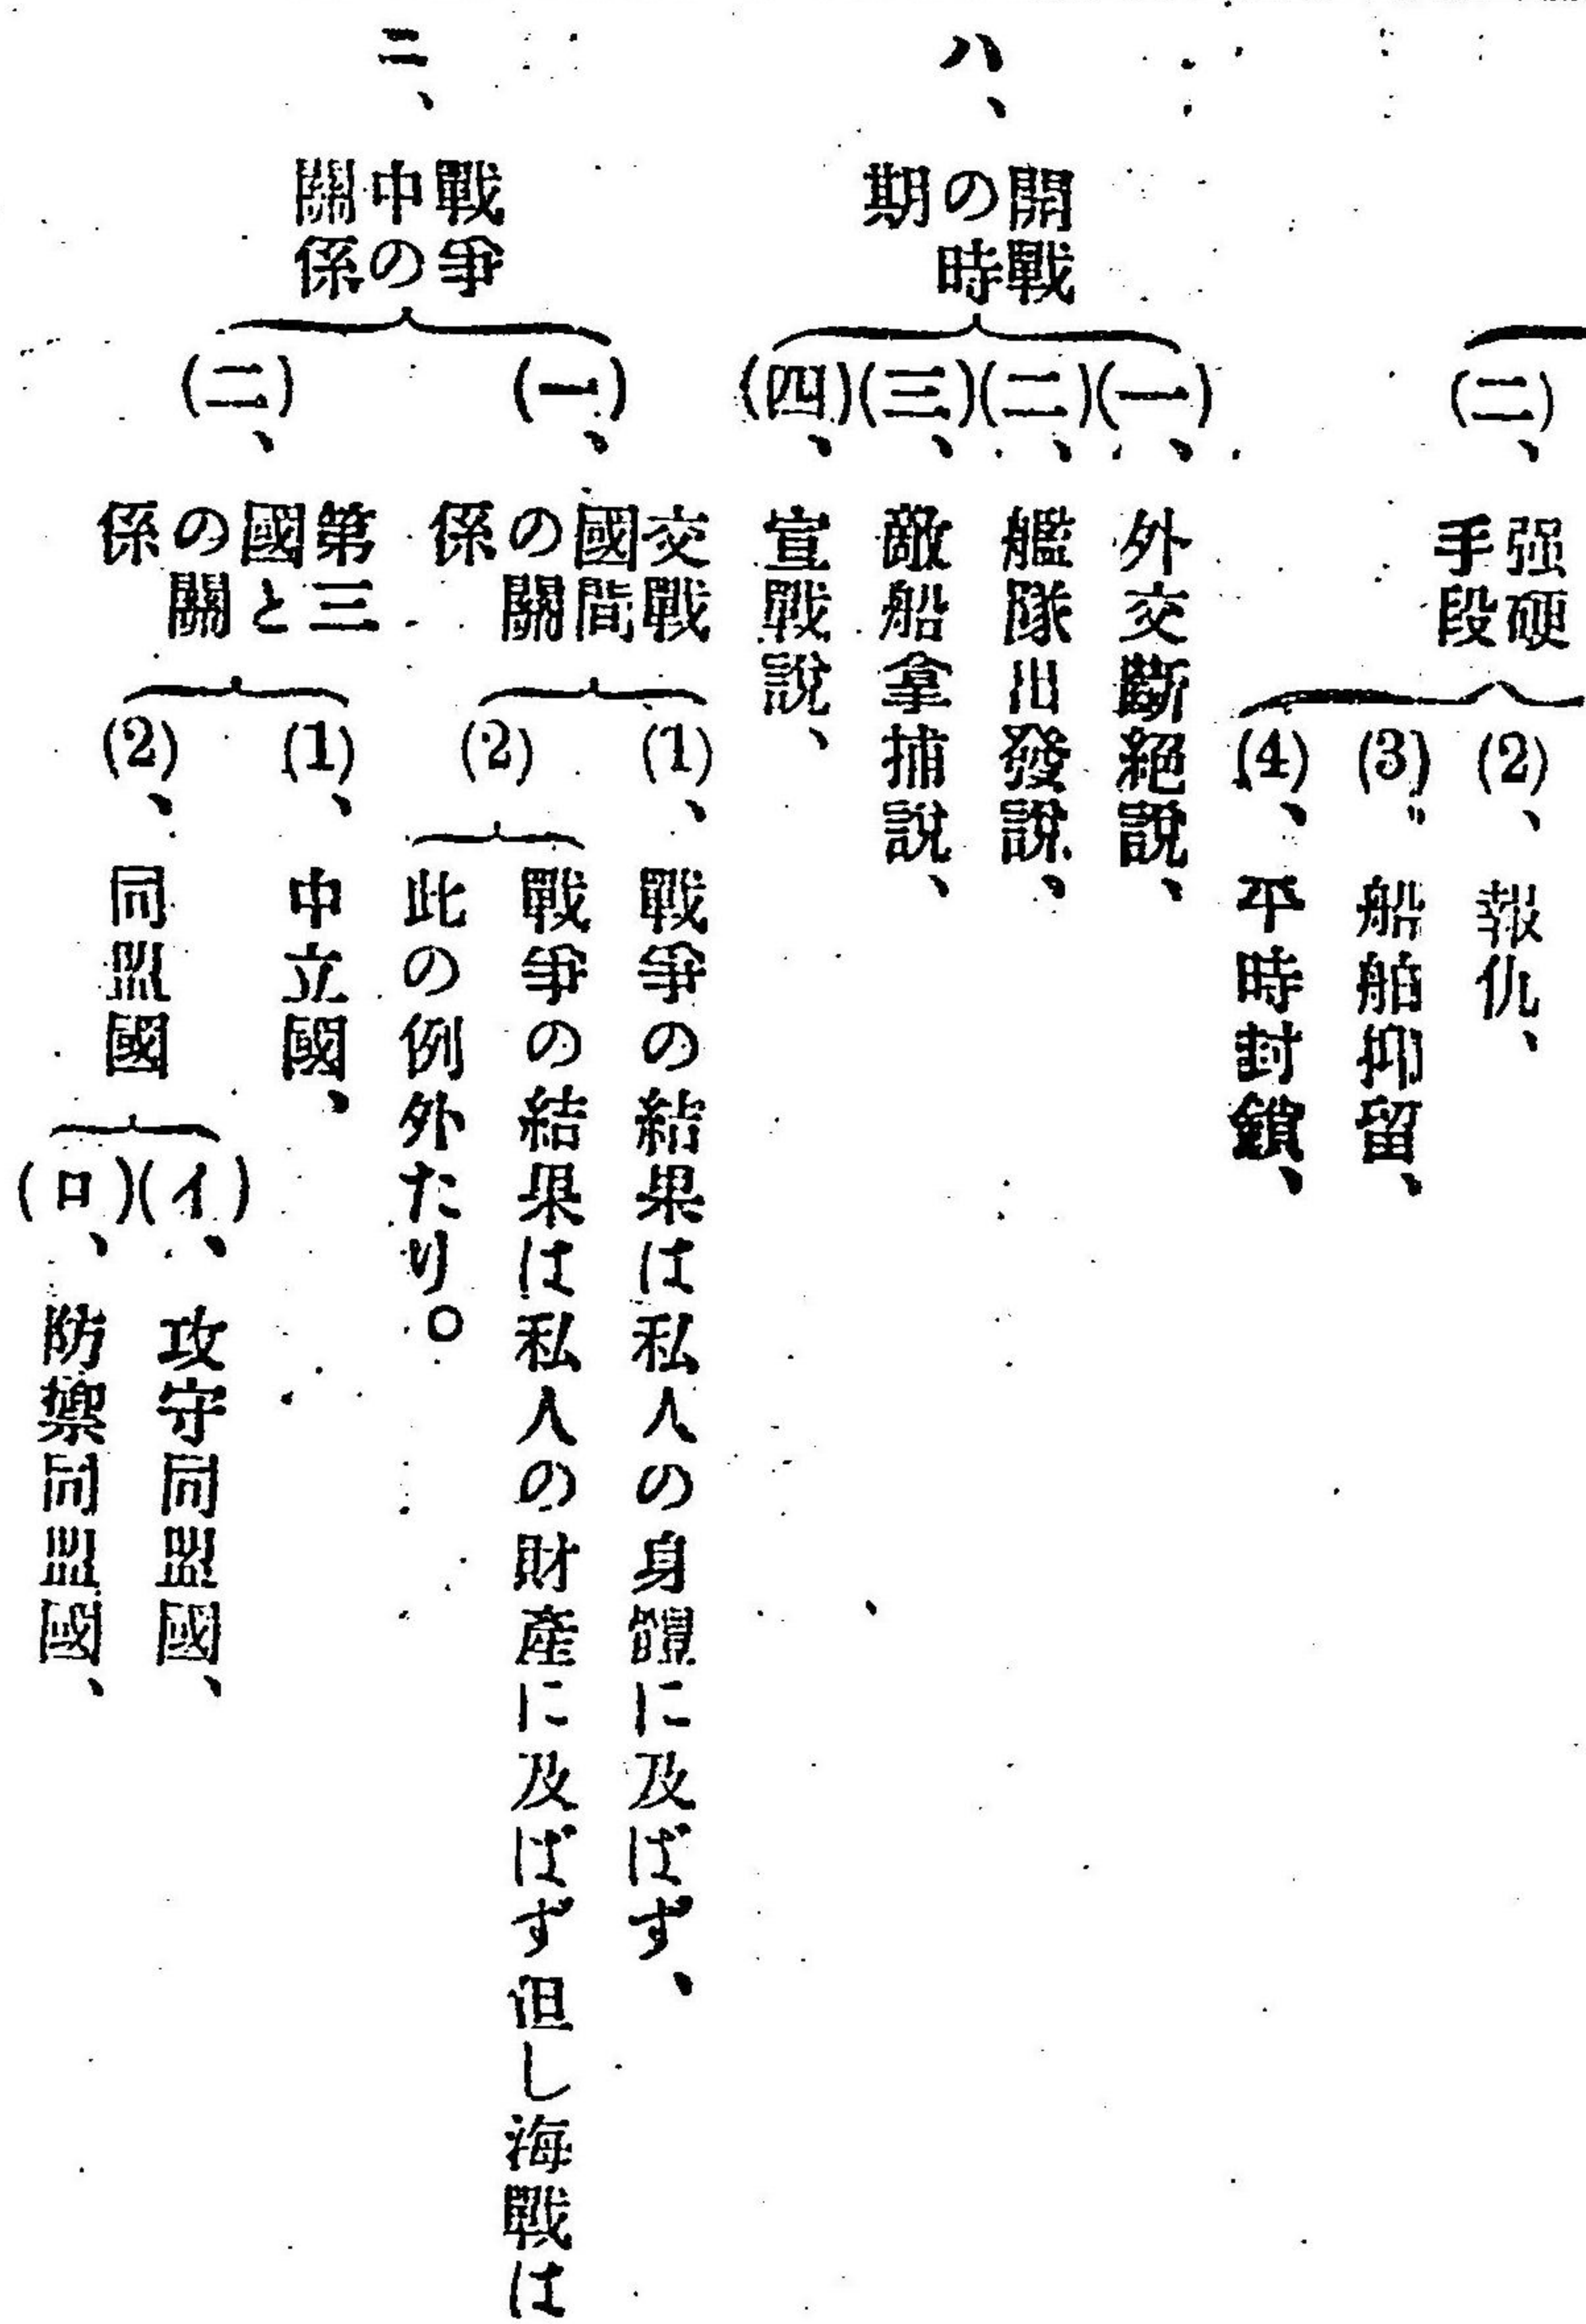 (二)、
强硬
手段
(2)、報仇、
(3)、船舶抑留、
(4)、平時封鎖、
ハ、
開戰
の時
期
(一)、外交斷絕說、
(二)、艦隊出發說、
(三)、敵船拿捕說、
(四)、宣戰說、
ニ、
戰爭
中の
關係
(一)、
交戰
國間
の關
係
(1)、戰爭の結果は私人の身體に及ばず、
(2)
戰爭の結果は私人の財產に及ばず但し海戰は
此の例外たり。
(二)、
第三
國と
の關
係
(1)、中立國、
(2)、同盟國
(イ)、攻守同盟國、
(ロ)、防禦同盟國、